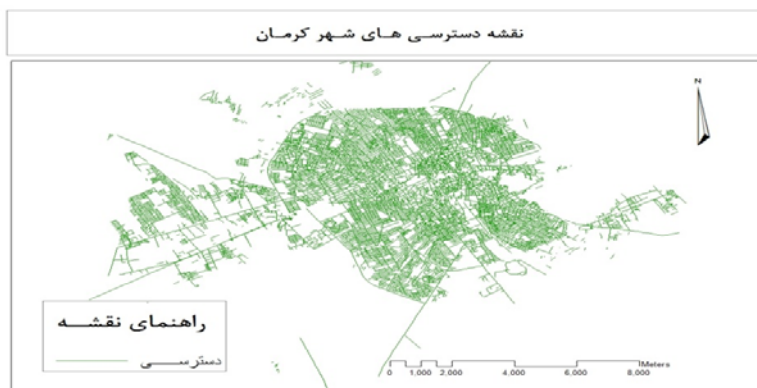 نقشه دسترسی های شهر کرمان
N
راهنمای نقشه
دسترسی
Meters
0 1,000 2,000 4,000 6,000 8,000